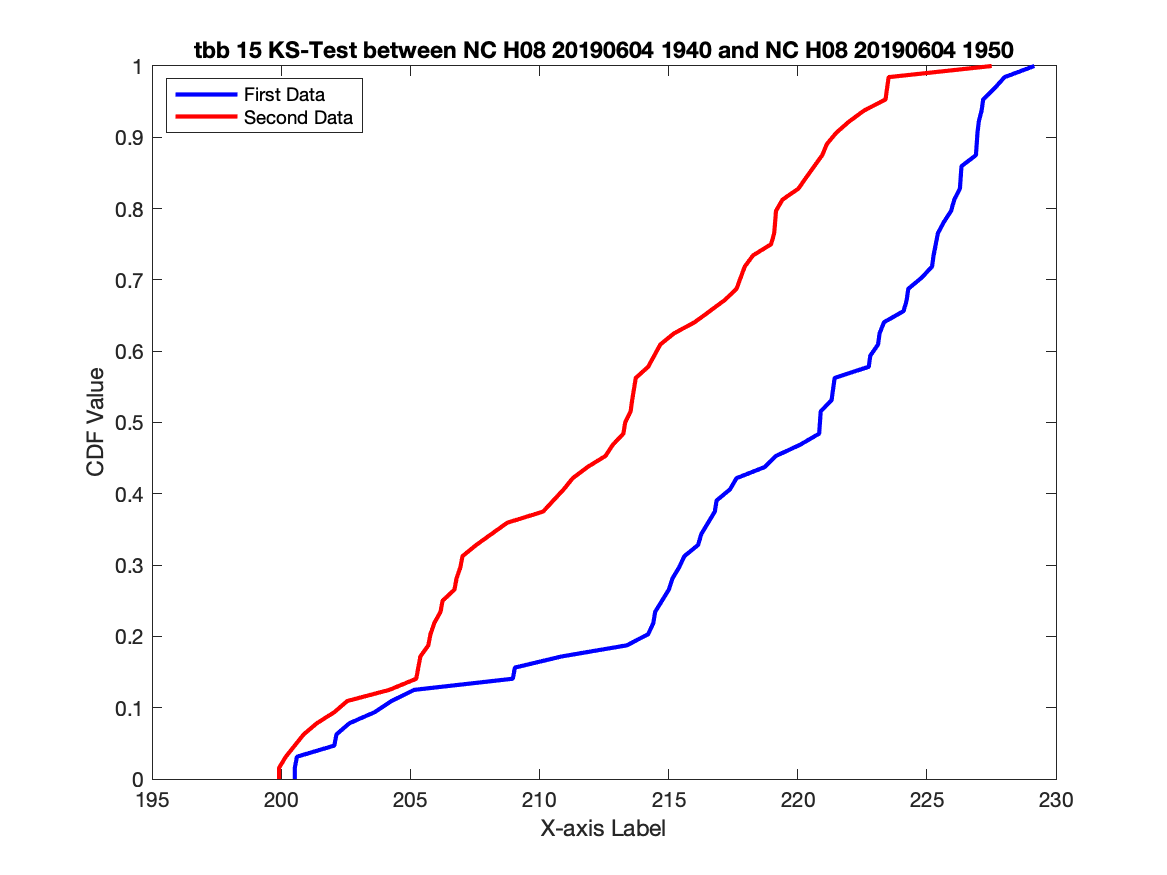 tbb 15 KS-Test between NC H08 20190604 1940 and NC H08 20190604 1950
First Data
Second Data
1
0.9
0.8
0.7
0.6
0.5
0.4
0.3
0.2
0.1
0
CDF Value
195 200 205 210 215 220 225 230
X-axis Label